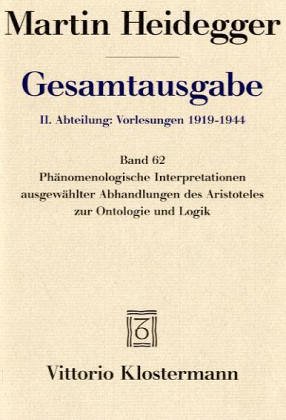 Martin Heidegger
Gesamtausgabe
II. Abteilung: Vorlesungen 1919-1944
Band 62
Phänomenologische Interpretationen
ausgewählter Abhandlungen des Aristoteles
zur Ontologie und Logik
Vittorio Klostermann